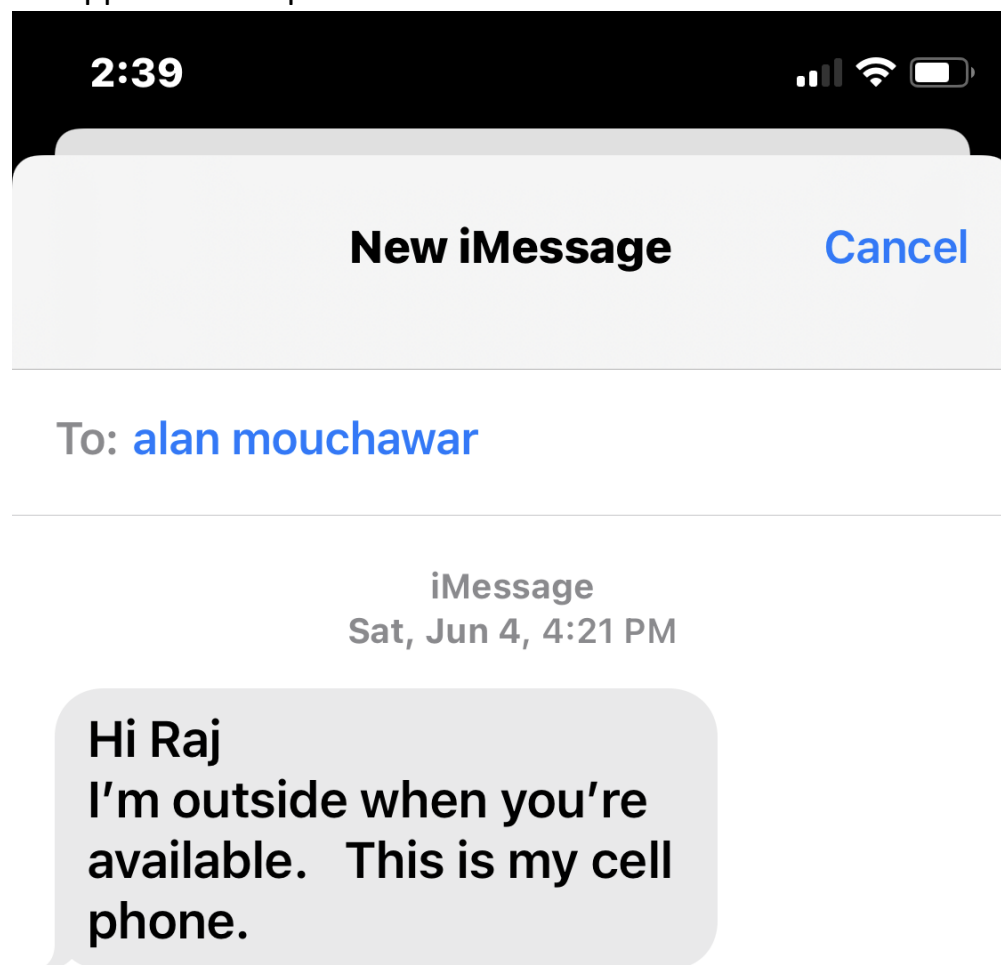 2:39
New iMessage
Cancel
To: alan mouchawar
iMessage
Sat, Jun 4, 4:21 PM
Hi Raj
I’m outside when you’re
available.   This is my cell
phone.